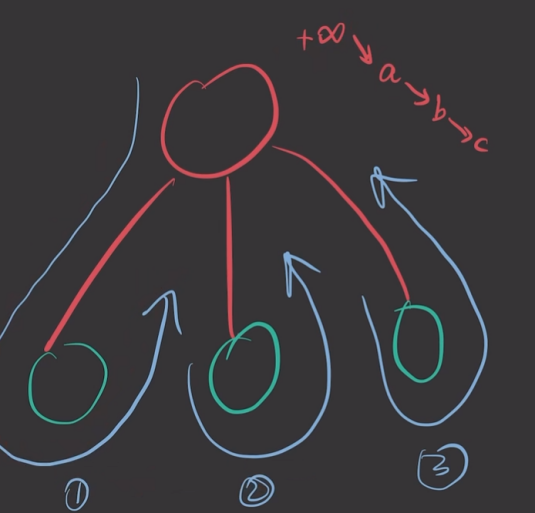 +∞ → a → b → c
① ② ③